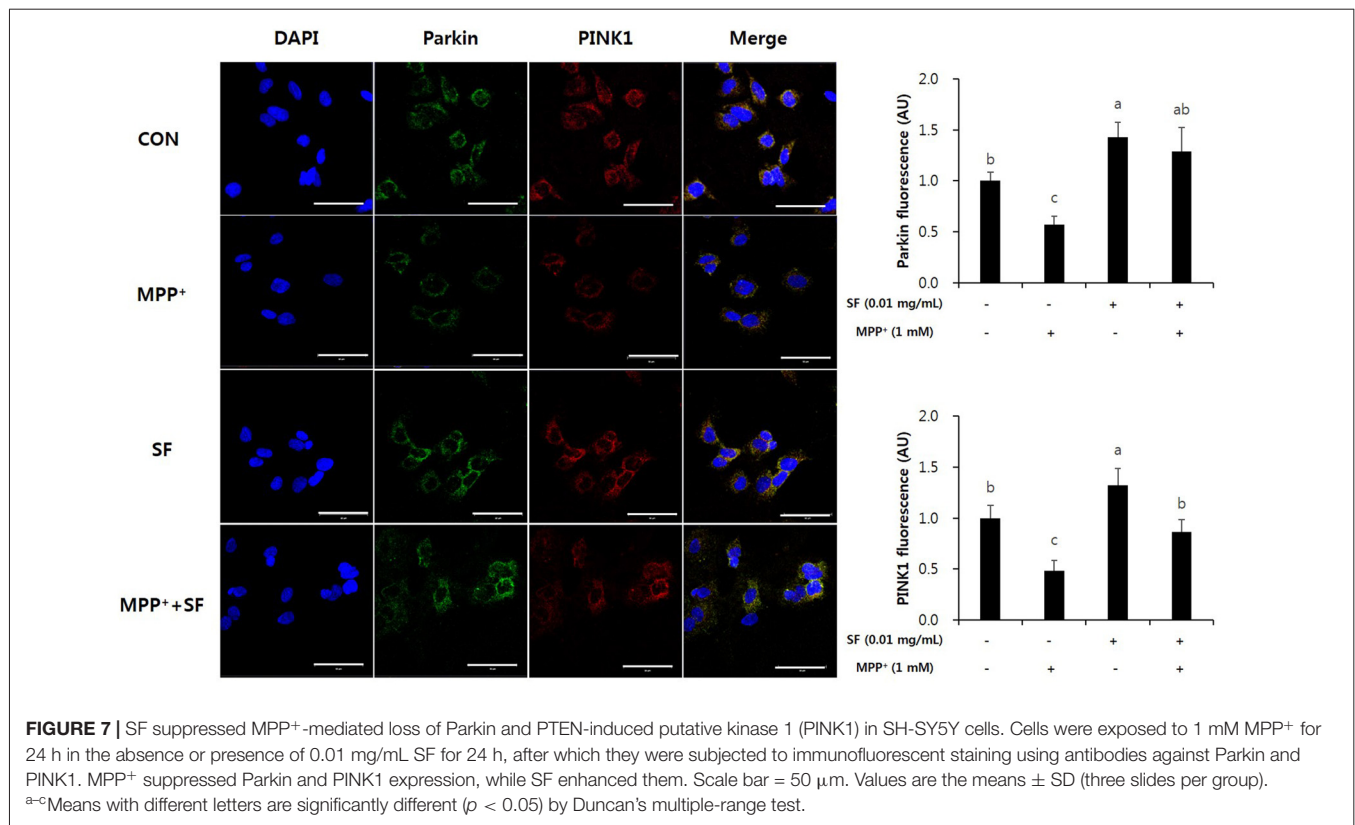 DAPI Parkin PINK1 Merge
CON
MPP⁺
SF
MPP⁺+SF
Parkin fluorescence (AU)
2.0
1.5
1.0
0.5
0.0
b c a ab
SF (0.01 mg/mL) - - + +
MPP⁺ (1 mM) - + - +
PINK1 fluorescence (AU)
2.0
1.5
1.0
0.5
0.0
b c a b
SF (0.01 mg/mL) - - + +
MPP⁺ (1 mM) - + - +
FIGURE 7 | SF suppressed MPP⁺-mediated loss of Parkin and PTEN-induced putative kinase 1 (PINK1) in SH-SY5Y cells. Cells were exposed to 1 mM MPP⁺ for
24 h in the absence or presence of 0.01 mg/mL SF for 24 h, after which they were subjected to immunofluorescent staining using antibodies against Parkin and
PINK1. MPP⁺ suppressed Parkin and PINK1 expression, while SF enhanced them. Scale bar = 50 μm. Values are the means ± SD (three slides per group).
ᵃ⁻ᶜMeans with different letters are significantly different (p < 0.05) by Duncan's multiple-range test.